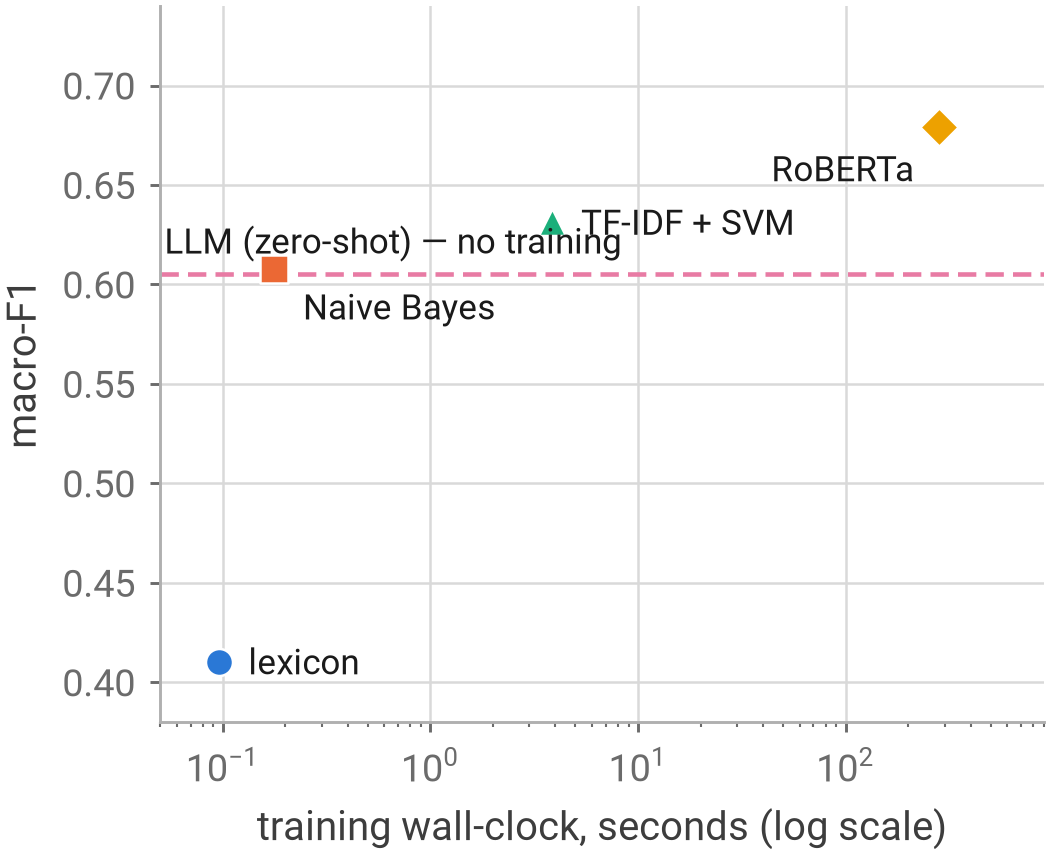 0.70
0.65
0.60
0.55
0.50
0.45
0.40
macro-F1
RoBERTa
TF-IDF + SVM
LLM (zero-shot) — no training
Naive Bayes
lexicon
10⁻¹
10⁰
10¹
10²
training wall-clock, seconds (log scale)